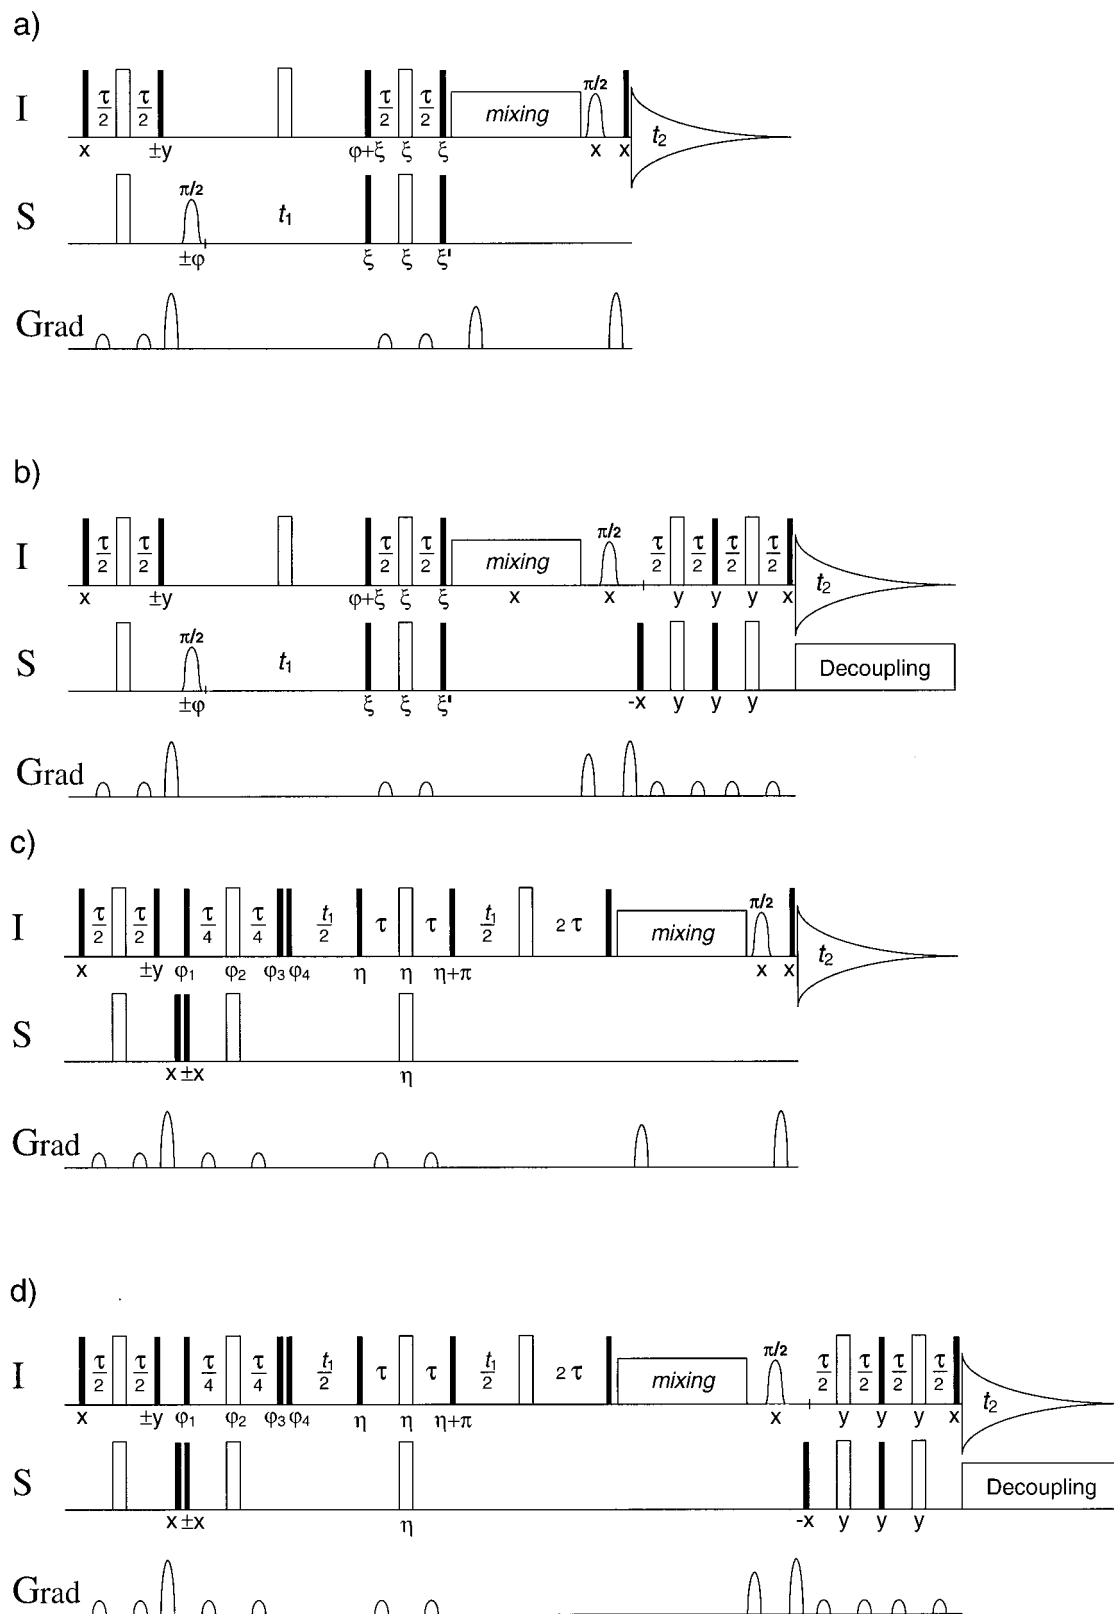 a)
π/2
I τ/2 τ/2 τ/2 τ/2 mixing t₂
x ±y φ+ξ ξ ξ x x
π/2
S t₁
±φ ξ ξ ξ'
Grad
b)
π/2
I τ/2 τ/2 τ/2 τ/2 mixing τ/2 τ/2 τ/2 τ/2 t₂
x ±y φ+ξ ξ ξ x x y y y x
π/2
S t₁ Decoupling
±φ ξ ξ ξ' -x y y y
Grad
c)
π/2
I τ/2 τ/2 τ/4 τ/4 t₁/2 τ τ t₁/2 2 τ mixing t₂
x ±y φ₁ φ₂ φ₃ φ₄ η η η+π x x
S
x ±x η
Grad
d)
π/2
I τ/2 τ/2 τ/4 τ/4 t₁/2 τ τ t₁/2 2 τ mixing τ/2 τ/2 τ/2 τ/2 t₂
x ±y φ₁ φ₂ φ₃ φ₄ η η η+π x y y y x
S Decoupling
x ±x η -x y y y
Grad